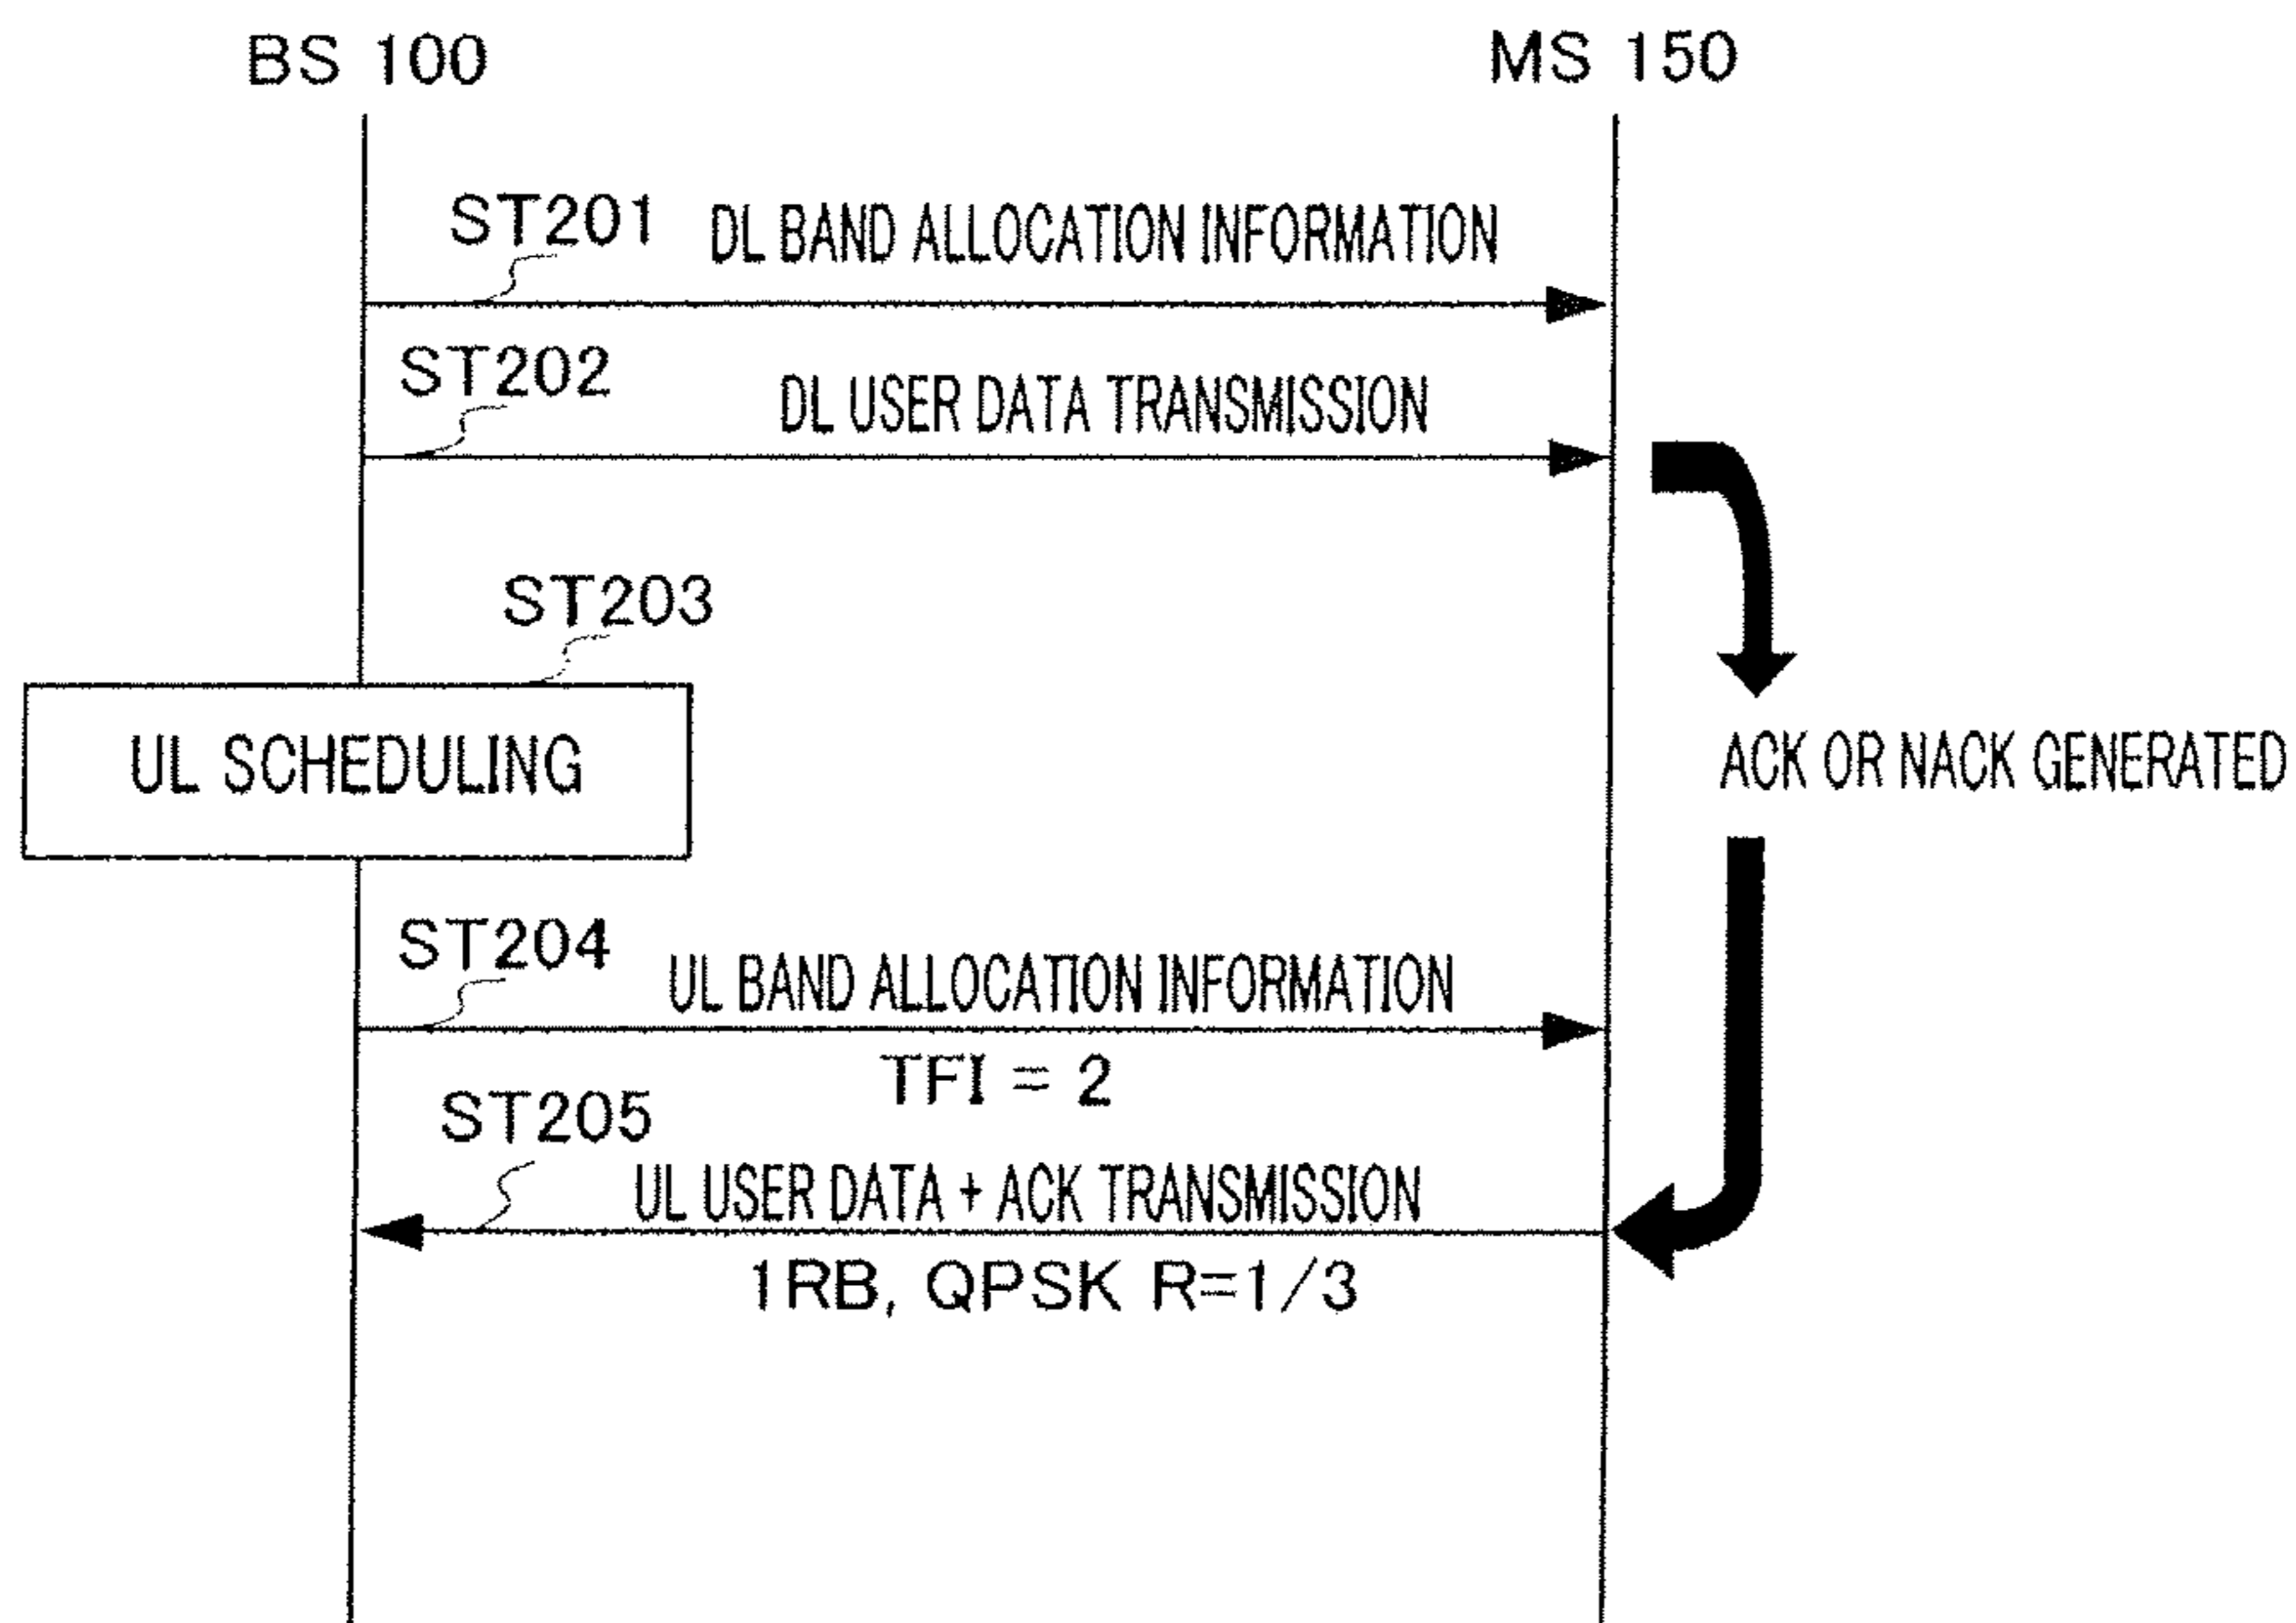 BS 100
MS 150
ST201
DL BAND ALLOCATION INFORMATION
ST202
DL USER DATA TRANSMISSION
ST203
UL SCHEDULING
ACK OR NACK GENERATED
ST204
UL BAND ALLOCATION INFORMATION
TFI = 2
ST205
UL USER DATA + ACK TRANSMISSION
1RB, QPSK R=1/3